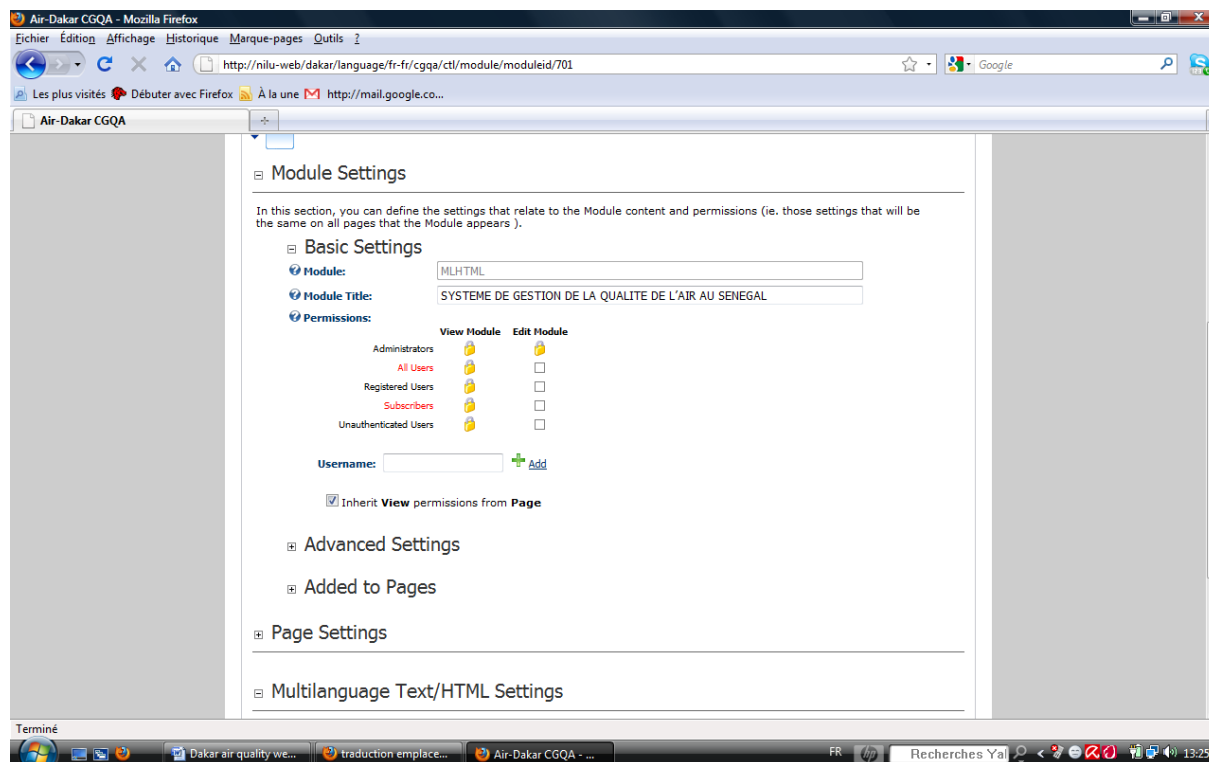 Air-Dakar CGQA - Mozilla Firefox
Eichier Édition Affichage Historique Marque-pages Outils ?
http://nilu-web/dakar/language/fr-fr/cgqa/ctl/module/moduleid/701
Google
Les plus visités Débuter avec Firefox À la une http://mail.google.co...
Air-Dakar CGQA
Module Settings
In this section, you can define the settings that relate to the Module content and permissions (ie. those settings that will be
the same on all pages that the Module appears ).
Basic Settings
Module: MLHTML
Module Title: SYSTEME DE GESTION DE LA QUALITE DE L'AIR AU SENEGAL
Permissions:
View Module Edit Module
Administrators
All Users
Registered Users
Subscribers
Unauthenticated Users
Username: Add
Inherit View permissions from Page
Advanced Settings
Added to Pages
Page Settings
Multilanguage Text/HTML Settings
Terminé
Dakar air quality we... traduction emplace... Air-Dakar CGQA - ... FR hp Recherches Ya 13:25